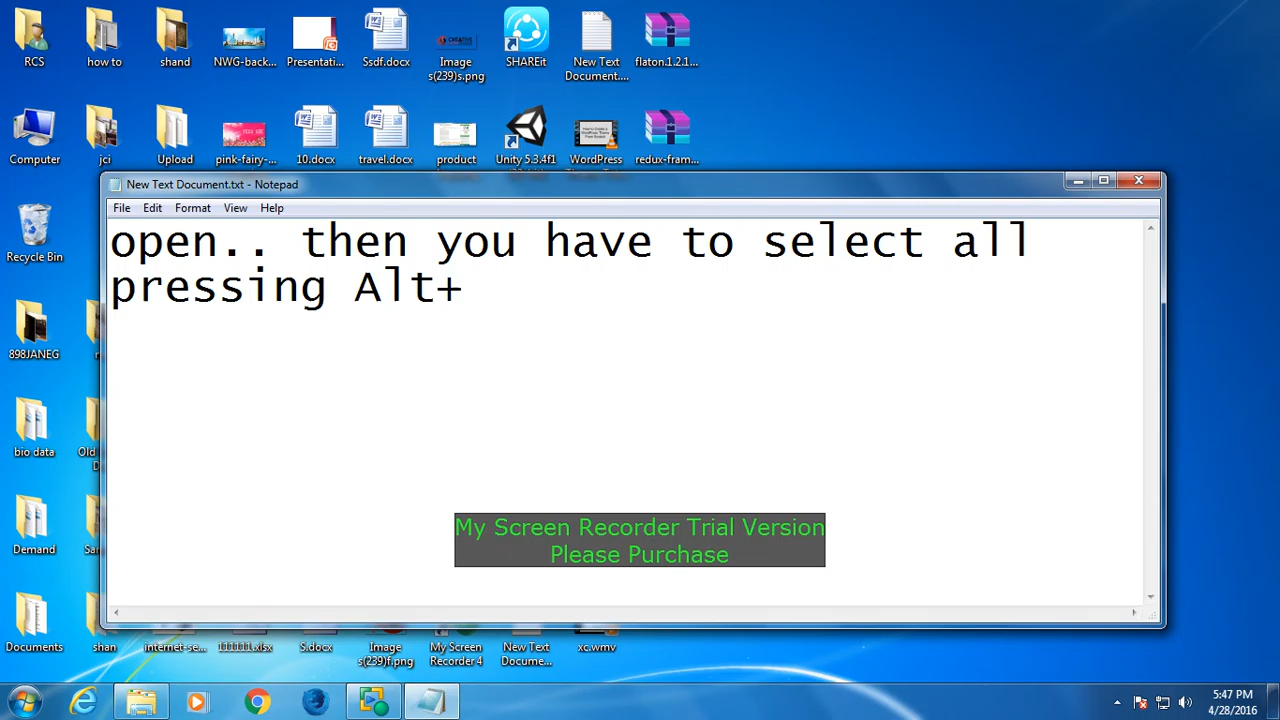 RCS
how to
shand
NWG-back...
Presentati...
Ssdf.docx
Image
s(239)s.png
SHAREit
New Text
Document....
flaton.1.2.1...
Computer
jci
Upload
pink-fairy-...
10.docx
travel.docx
product
Unity 5.3.4f1
WordPress
redux-fram...
New Text Document.txt - Notepad
File Edit Format View Help
open.. then you have to select all
pressing Alt+
Recycle Bin
898JANEG
bio data
Old
Demand
My Screen Recorder Trial Version
Please Purchase
Documents
shan
internet-se...
111111.xlsx
S.docx
Image
s(239)f.png
My Screen
Recorder 4
New Text
Docume...
xc.wmv
5:47 PM
4/28/2016